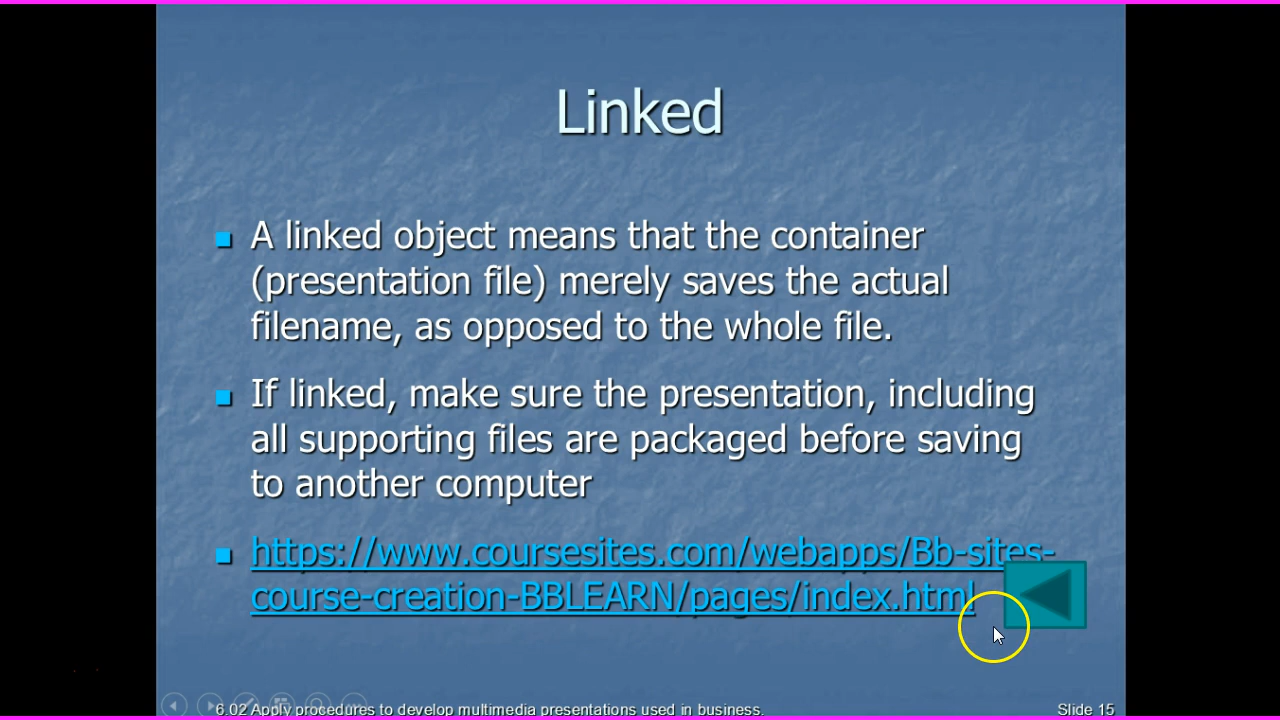 Linked
A linked object means that the container
(presentation file) merely saves the actual
filename, as opposed to the whole file.
If linked, make sure the presentation, including
all supporting files are packaged before saving
to another computer
https://www.coursesites.com/webapps/Bb-sites-
course-creation-BBLEARN/pages/index.html
6.02 Apply procedures to develop multimedia presentations used in business.
Slide 15